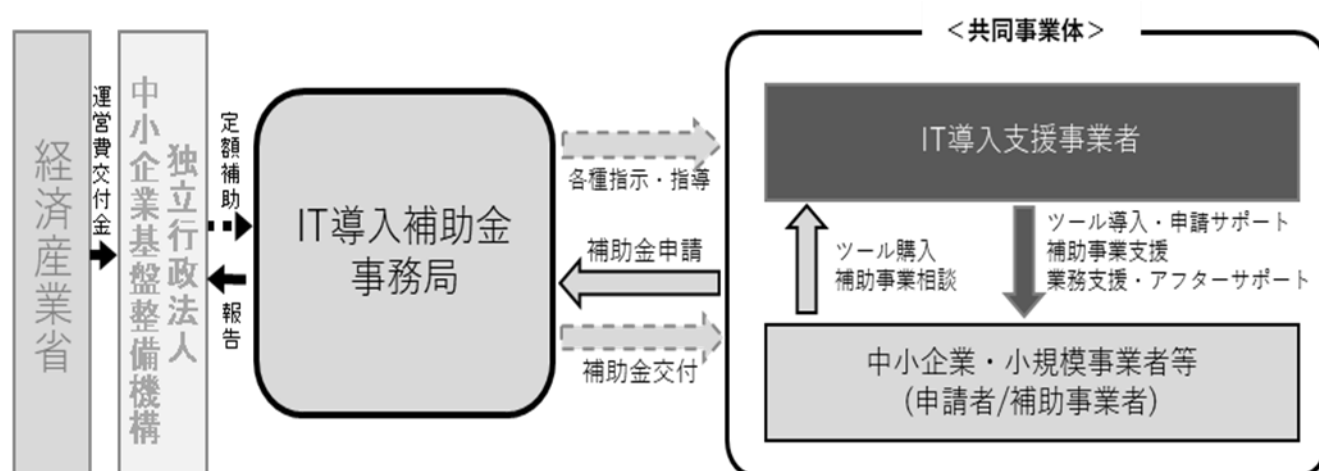 ＜共同事業体＞
経済産業省
運営費交付金
独立行政法人
中小企業基盤整備機構
定額補助
報告
IT導入補助金
事務局
各種指示・指導
補助金申請
補助金交付
IT導入支援事業者
ツール購入
補助事業相談
ツール導入・申請サポート
補助事業支援
業務支援・アフターサポート
中小企業・小規模事業者等
(申請者/補助事業者)